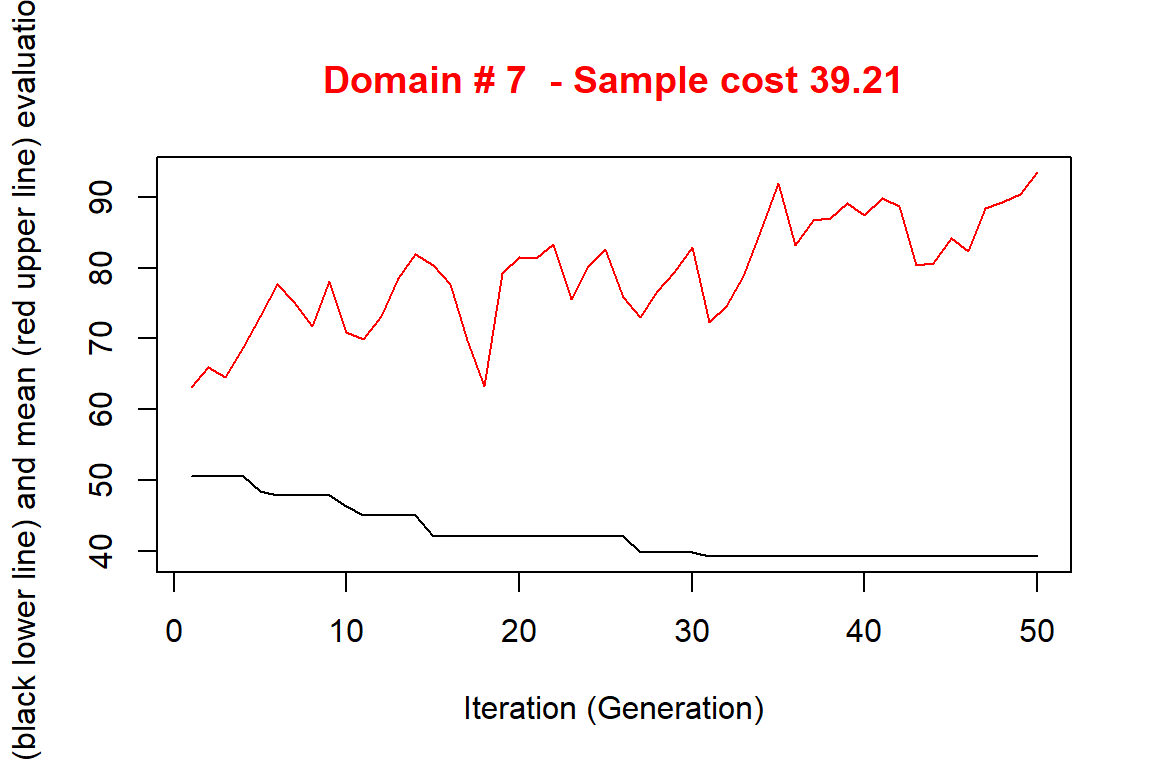 Domain # 7 - Sample cost 39.21
(black lower line) and mean (red upper line) evaluatio
90
80
70
60
50
40
0 10 20 30 40 50
Iteration (Generation)